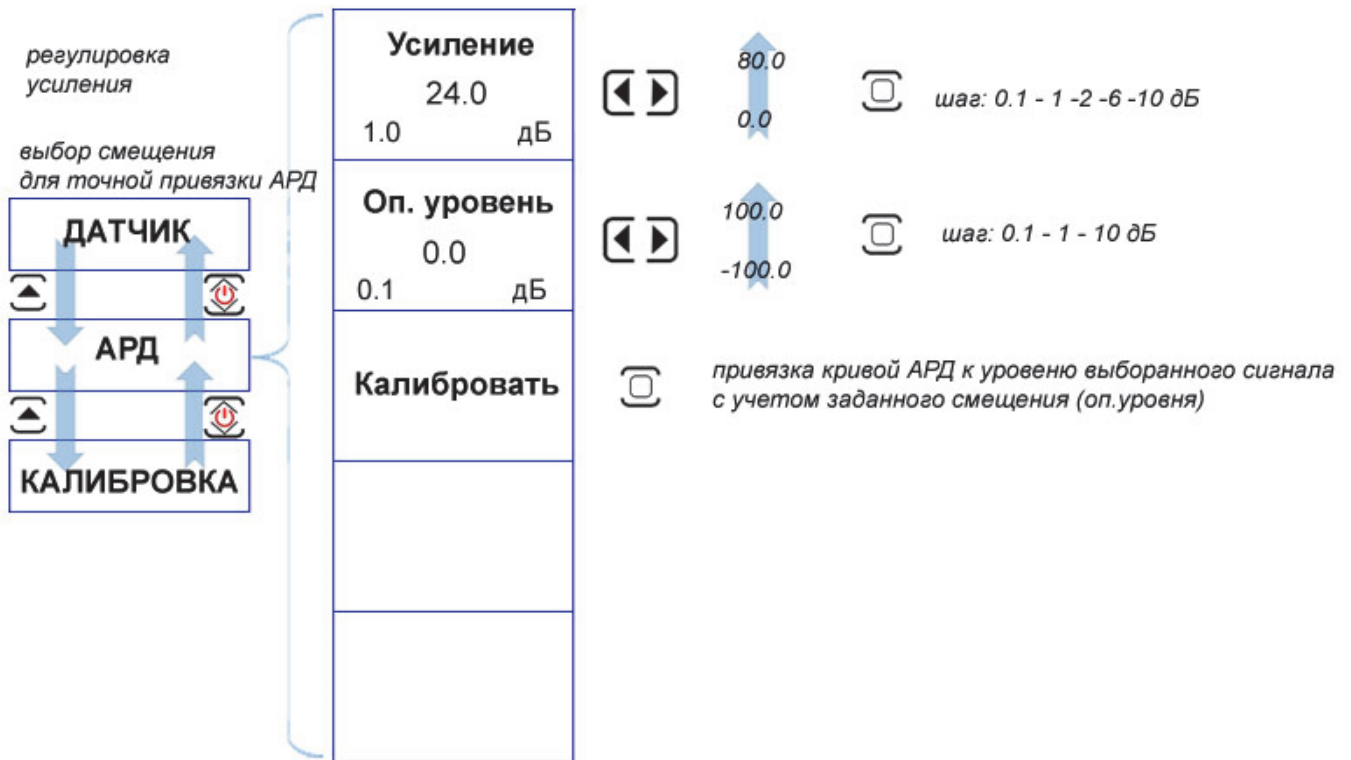 регулировка
усиления
выбор смещения
для точной привязки АРД
ДАТЧИК
АРД
КАЛИБРОВКА
Усиление
24.0
1.0 дБ
80.0
0.0
шаг: 0.1 - 1 -2 -6 -10 дБ
Оп. уровень
0.0
0.1 дБ
100.0
-100.0
шаг: 0.1 - 1 - 10 дБ
Калибровать
привязка кривой АРД к уровеню выборанного сигнала
с учетом заданного смещения (оп.уровня)